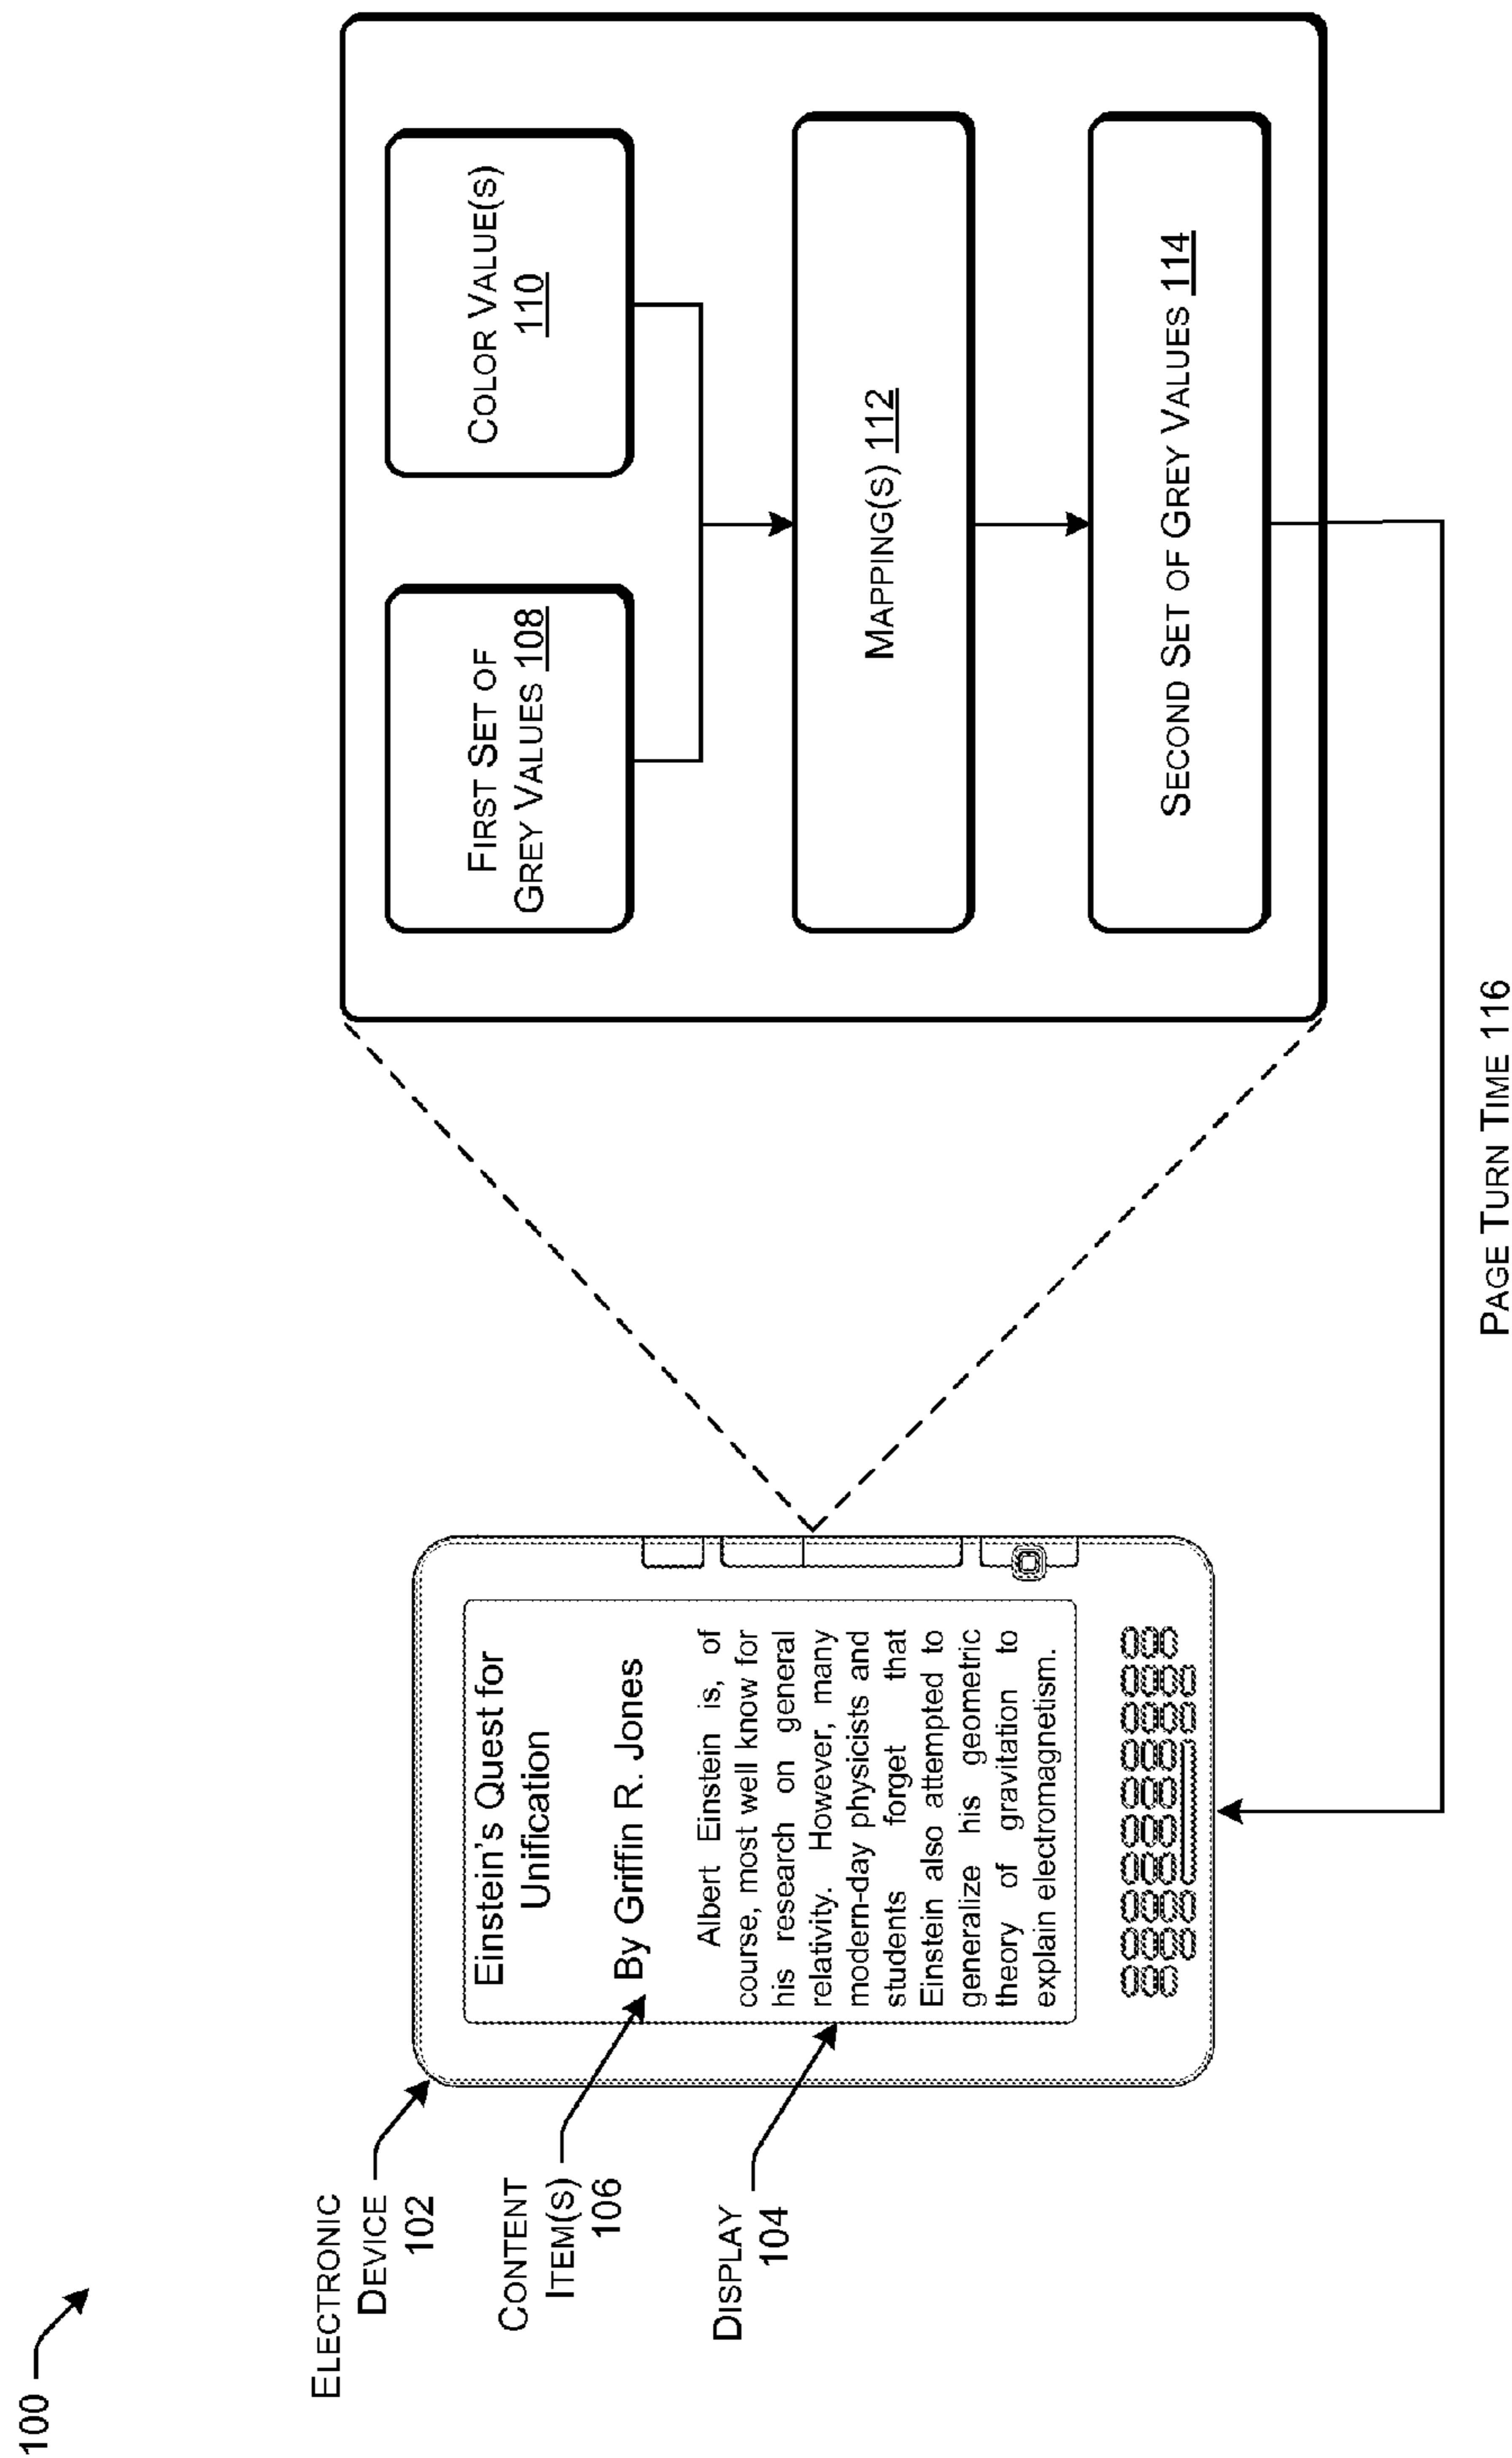 100
ELECTRONIC
DEVICE
102
CONTENT
ITEM(S)
106
DISPLAY
104
Einstein's Quest for
Unification
By Griffin R. Jones
Albert Einstein is, of
course, most well know for
his research on general
relativity. However, many
modern-day physicists and
students forget that
Einstein also attempted to
generalize his geometric
theory of gravitation to
explain electromagnetism.
FIRST SET OF
GREY VALUES 108
COLOR VALUE(S)
110
MAPPING(S) 112
SECOND SET OF GREY VALUES 114
PAGE TURN TIME 116